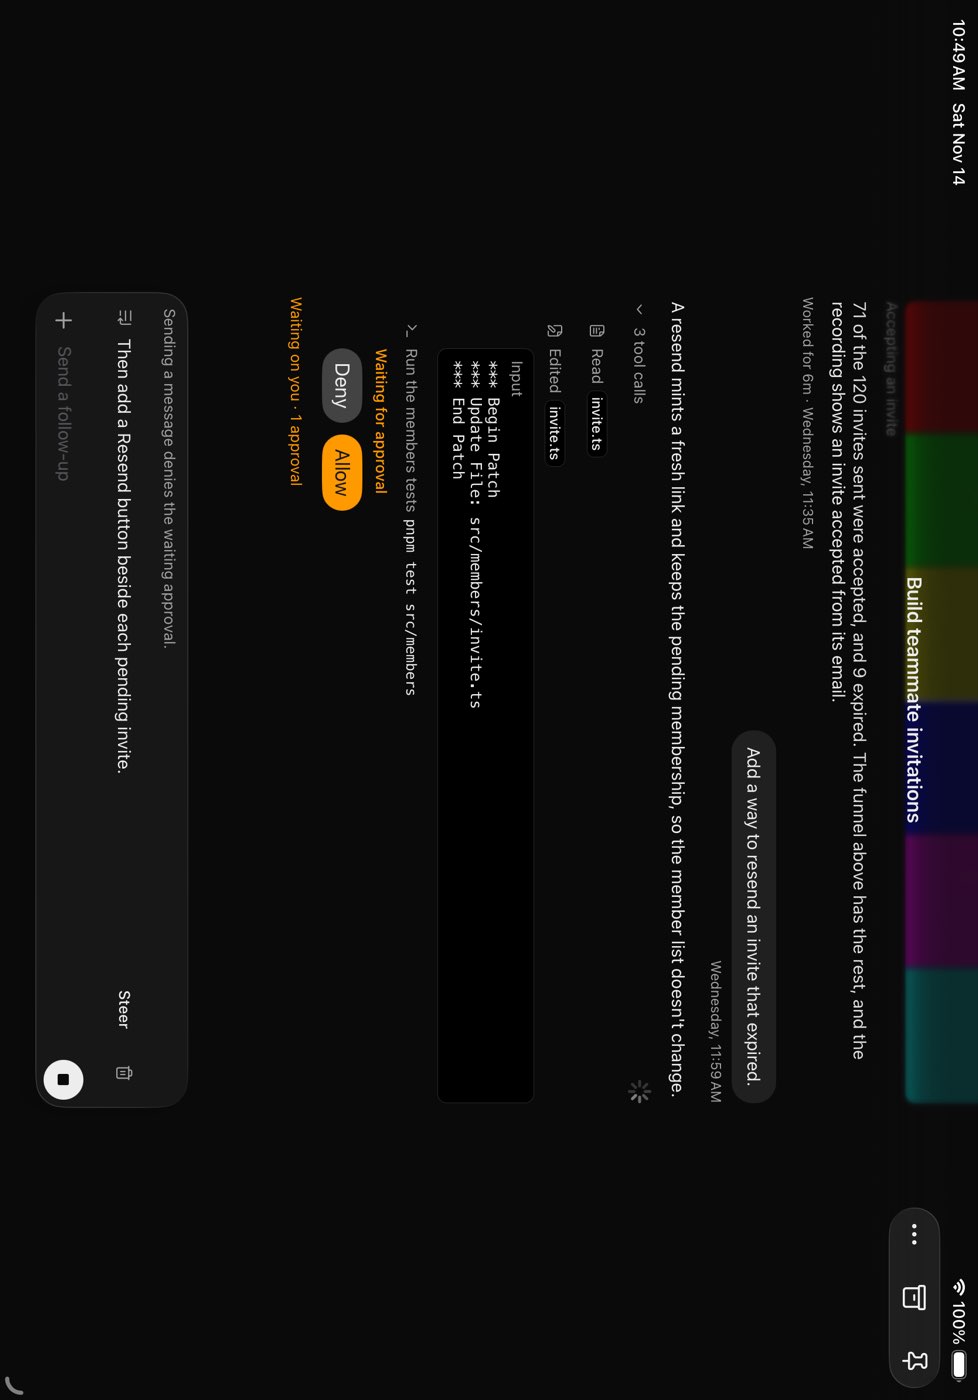 10:49 AM Sat Nov 14
100%
Build teammate invitations
Accepting an invite
71 of the 120 invites sent were accepted, and 9 expired. The funnel above has the rest, and the
recording shows an invite accepted from its email.
Worked for 6m · Wednesday, 11:35 AM
Add a way to resend an invite that expired.
Wednesday, 11:59 AM
A resend mints a fresh link and keeps the pending membership, so the member list doesn't change.
3 tool calls
Read invite.ts
Edited invite.ts
Input
*** Begin Patch
*** Update File: src/members/invite.ts
*** End Patch
Run the members tests pnpm test src/members
Waiting for approval
Deny Allow
Waiting on you · 1 approval
Sending a message denies the waiting approval.
Then add a Resend button beside each pending invite. Steer
Send a follow-up